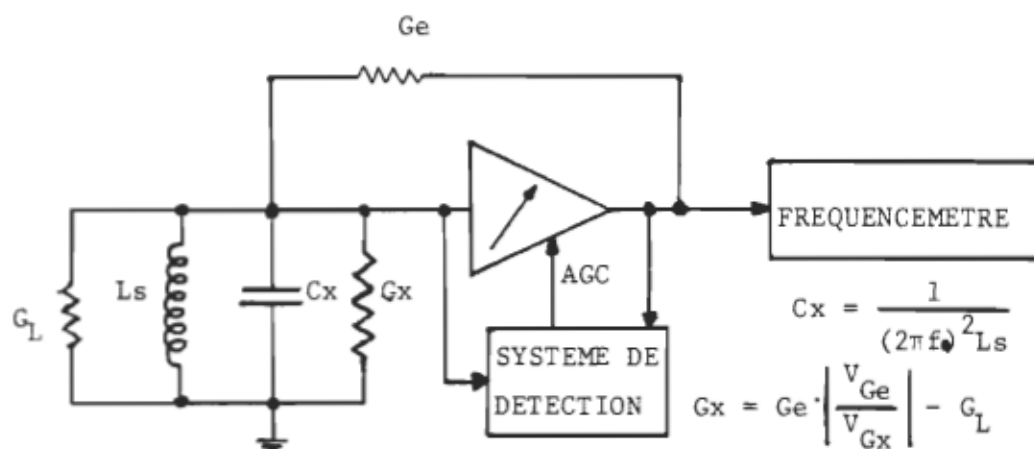 Ge
FREQUENCEMETRE
G_L
Ls
Cx
Gx
AGC
SYSTEME DE
DETECTION
Cx = 1 / (2πf₀)² Ls
Gx = Ge · |V_Ge / V_Gx| - G_L